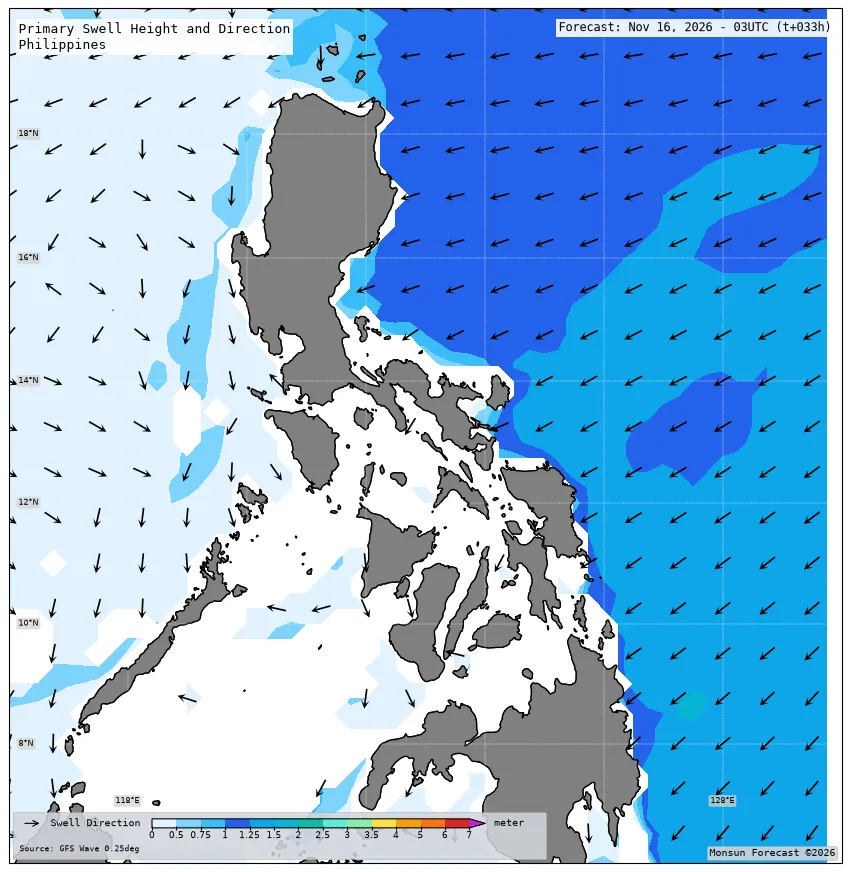 Primary Swell Height and Direction
Philippines
Forecast: Nov 16, 2026 - 03UTC (t+033h)
18°N
16°N
14°N
12°N
10°N
8°N
118°E
128°E
Swell Direction
meter
0 0.5 0.75 1 1.25 1.5 2 2.5 3 3.5 4 5 6 7
Source: GFS Wave 0.25deg
Monsun Forecast ©2026